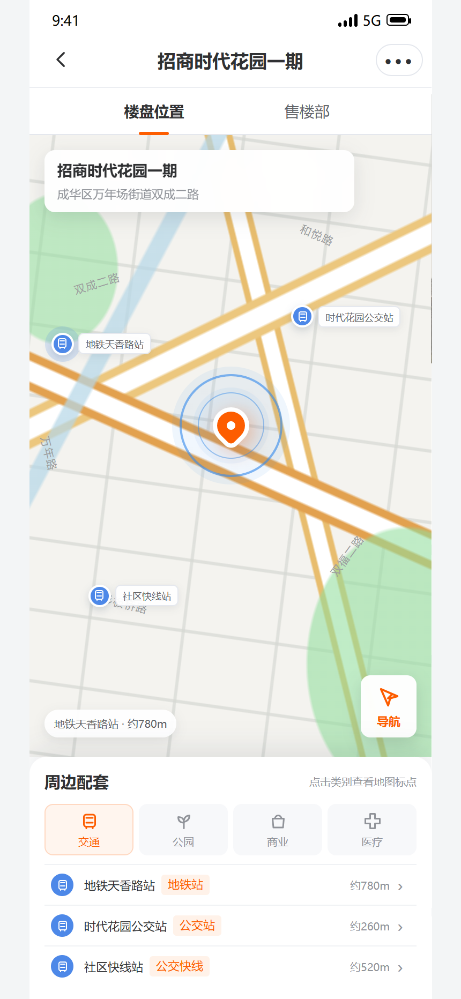 9:41
5G
招商时代花园一期
楼盘位置
售楼部
招商时代花园一期
成华区万年场街道双成二路
和悦路
双成二路
时代花园公交站
地铁天香路站
万年路
双福二路
社区快线站
桥路
地铁天香路站 · 约780m
导航
周边配套
点击类别查看地图标点
交通
公园
商业
医疗
地铁天香路站 地铁站 约780m
时代花园公交站 公交站 约260m
社区快线站 公交快线 约520m